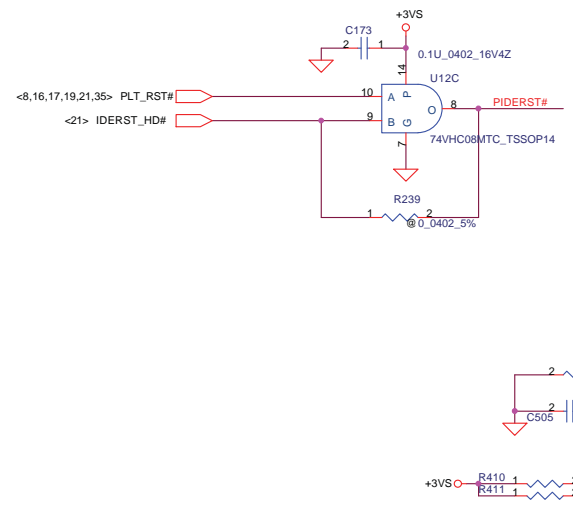 +3VS
C173
2 1
0.1U_0402_16V4Z
14
U12C
<8,16,17,19,21,35> PLT_RST# 10 A P O 8 PIDERST#
<21> IDERST_HD# 9 B G
7
74VHC08MTC_TSSOP14
R239
1 2
@ 0_0402_5%
2
2
C505
+3VS R410 1
R411 1